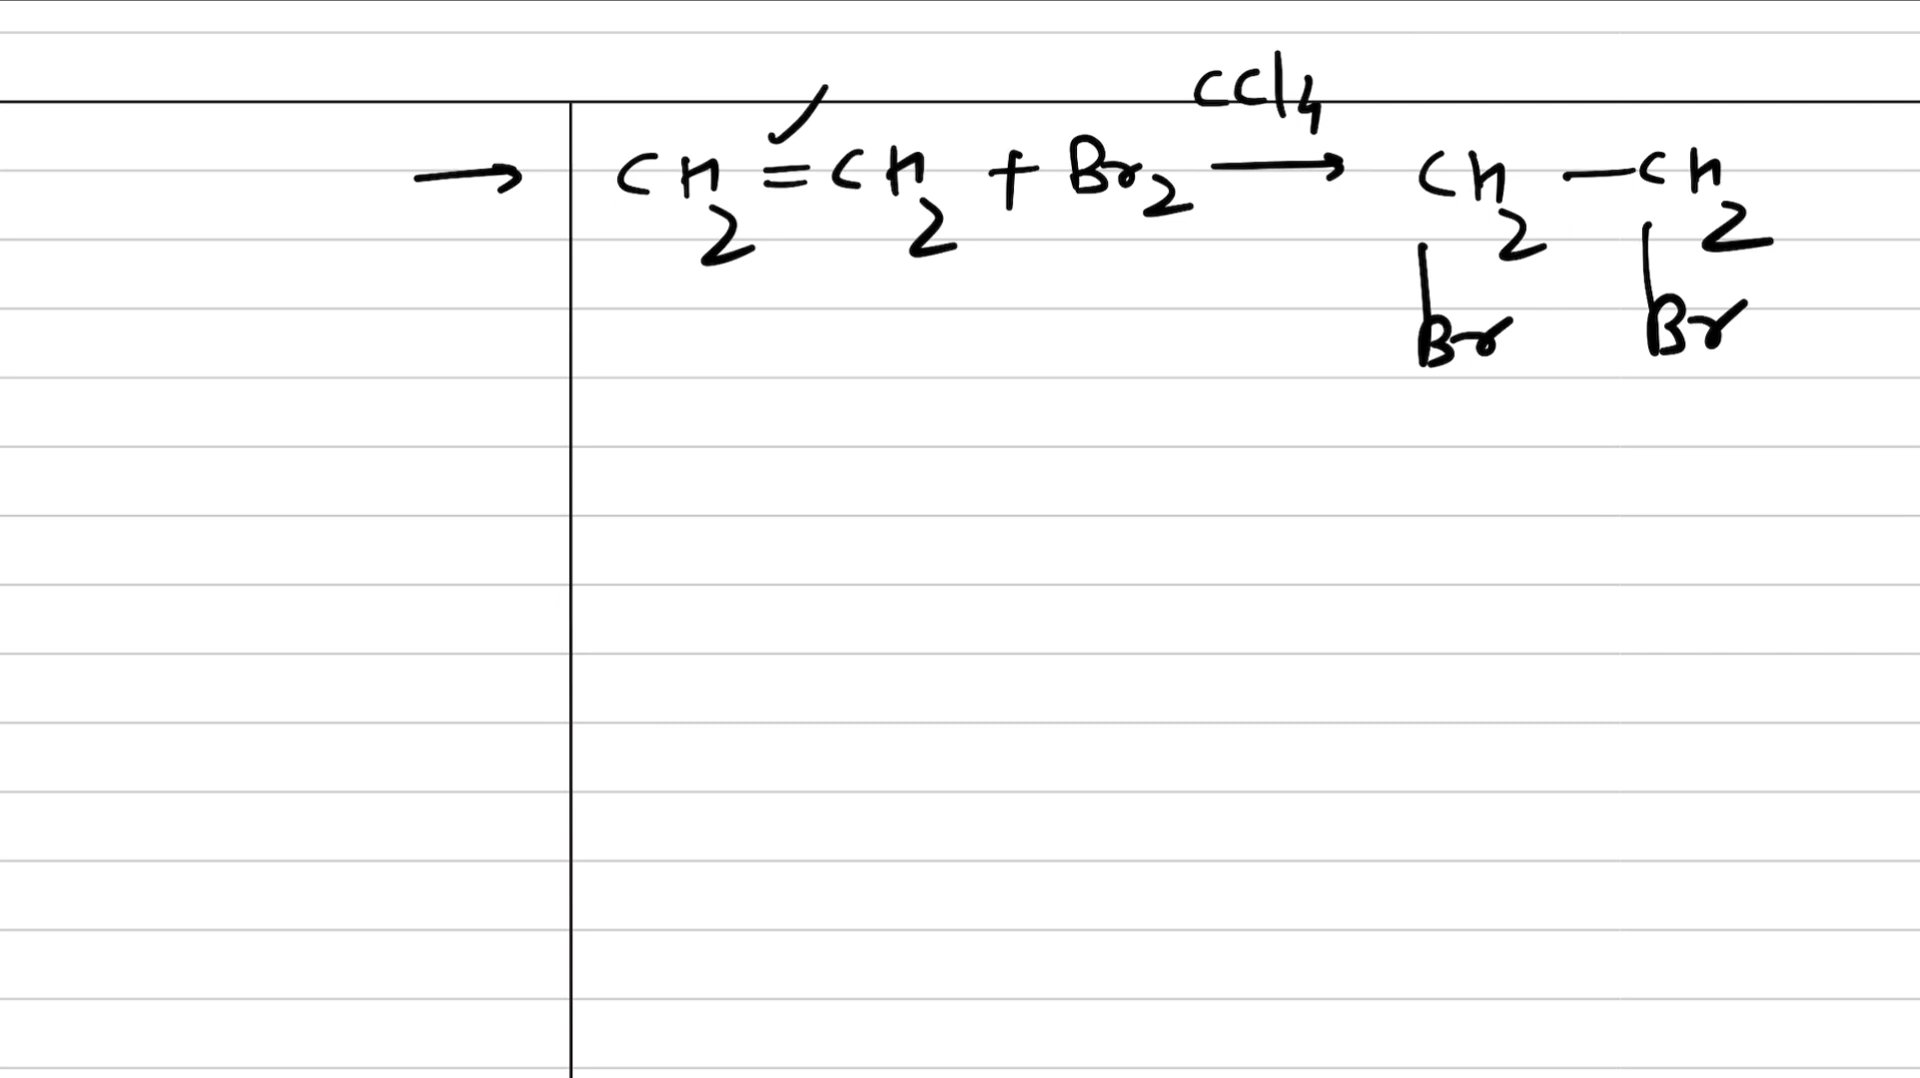 CCl4
→ CH2=CH2 + Br2 ⟶ CH2—CH2
Br Br